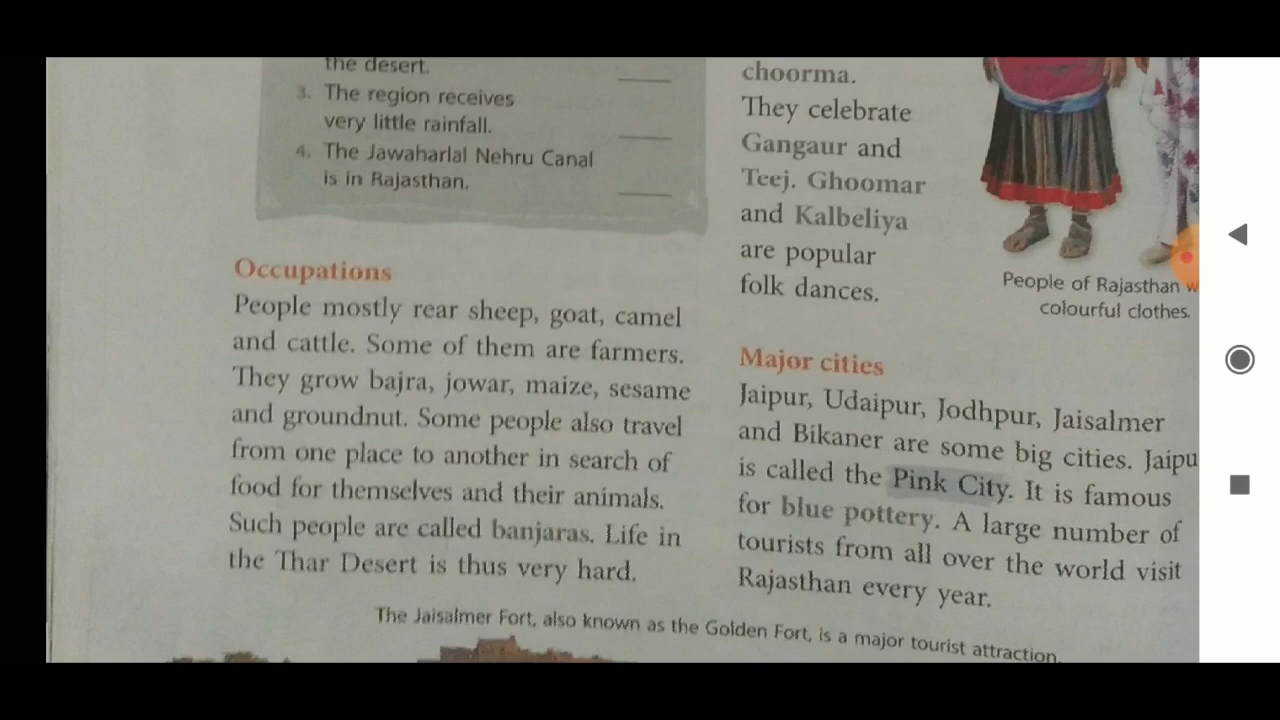 the desert.
3. The region receives
very little rainfall.
4. The Jawaharlal Nehru Canal
is in Rajasthan.
Occupations
People mostly rear sheep, goat, camel
and cattle. Some of them are farmers.
They grow bajra, jowar, maize, sesame
and groundnut. Some people also travel
from one place to another in search of
food for themselves and their animals.
Such people are called banjaras. Life in
the Thar Desert is thus very hard.
choorma.
They celebrate
Gangaur and
Teej. Ghoomar
and Kalbeliya
are popular
folk dances.
People of Rajasthan w
colourful clothes.
Major cities
Jaipur, Udaipur, Jodhpur, Jaisalmer
and Bikaner are some big cities. Jaipu
is called the Pink City. It is famous
for blue pottery. A large number of
tourists from all over the world visit
Rajasthan every year.
The Jaisalmer Fort, also known as the Golden Fort, is a major tourist attraction.